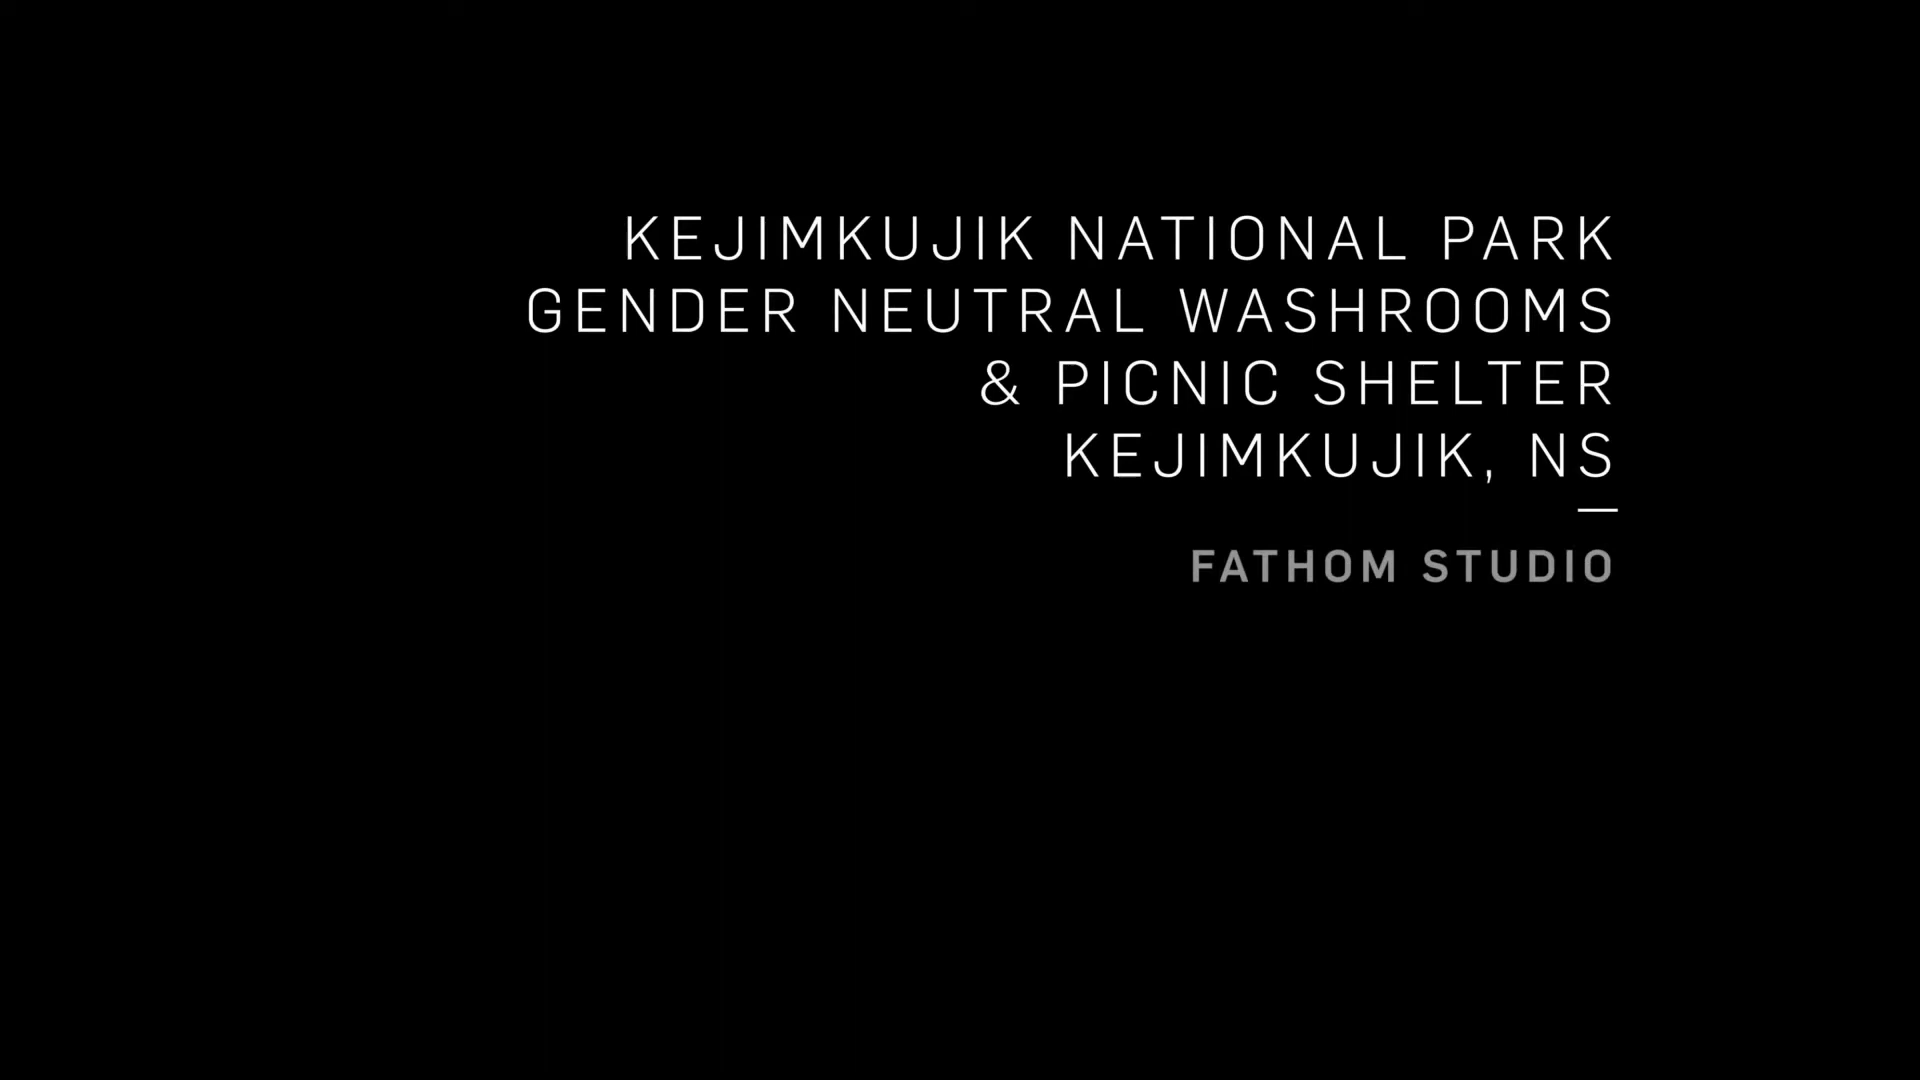 KEJIMKUJIK NATIONAL PARK
GENDER NEUTRAL WASHROOMS
& PICNIC SHELTER
KEJIMKUJIK, NS
FATHOM STUDIO